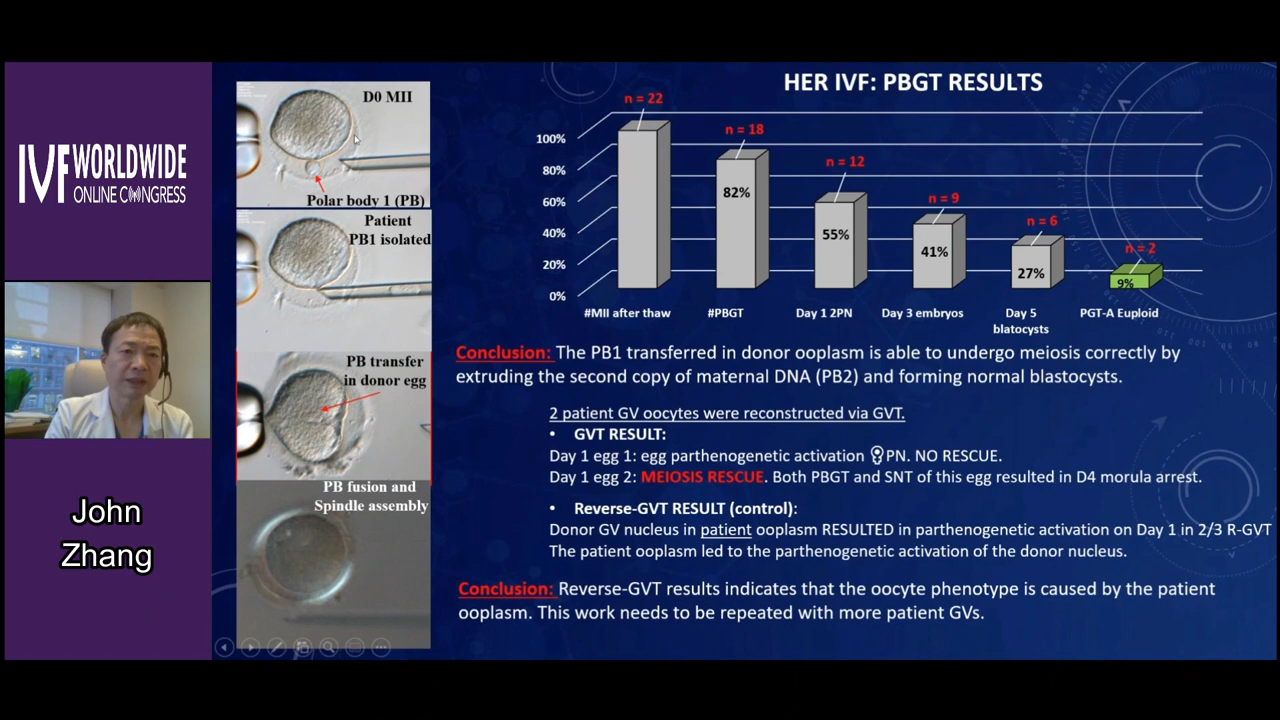 IVF WORLDWIDE
ONLINE CONGRESS
John
Zhang
D0 MII
Polar body 1 (PB)
Patient
PB1 isolated
PB transfer
in donor egg
PB fusion and
Spindle assembly
HER IVF: PBGT RESULTS
n = 22
n = 18
n = 12
n = 9
n = 6
n = 2
100%
80%
60%
40%
20%
0%
82%
55%
41%
27%
9%
#MII after thaw
#PBGT
Day 1 2PN
Day 3 embryos
Day 5
blatocysts
PGT-A Euploid
Conclusion: The PB1 transferred in donor ooplasm is able to undergo meiosis correctly by
extruding the second copy of maternal DNA (PB2) and forming normal blastocysts.
2 patient GV oocytes were reconstructed via GVT.
• GVT RESULT:
Day 1 egg 1: egg parthenogenetic activation PN. NO RESCUE.
Day 1 egg 2: MEIOSIS RESCUE. Both PBGT and SNT of this egg resulted in D4 morula arrest.
• Reverse-GVT RESULT (control):
Donor GV nucleus in patient ooplasm RESULTED in parthenogenetic activation on Day 1 in 2/3 R-GVT
The patient ooplasm led to the parthenogenetic activation of the donor nucleus.
Conclusion: Reverse-GVT results indicates that the oocyte phenotype is caused by the patient
ooplasm. This work needs to be repeated with more patient GVs.